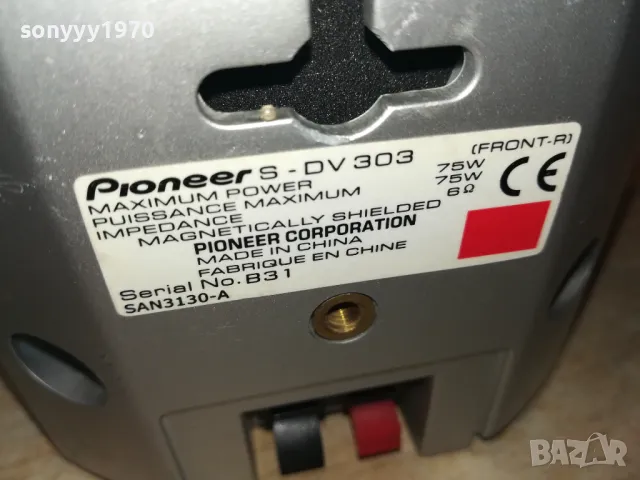 sonyyy1970
Pioneer S-DV303 (FRONT-R)
MAXIMUM POWER 75W
PUISSANCE MAXIMUM 75W
IMPEDANCE 6Ω
MAGNETICALLY SHIELDED
PIONEER CORPORATION
MADE IN CHINA
FABRIQUE EN CHINE
Serial No. B31
SAN3130-A
CE
BAZAR